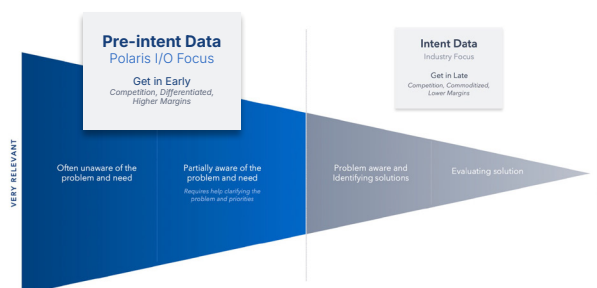 Pre-intent Data
Polaris I/O Focus
Get in Early
Competition, Differentiated,
Higher Margins
Intent Data
Industry Focus
Get in Late
Competition, Commoditized,
Lower Margins
VERY RELEVANT
Often unaware of the
problem and need
Partially aware of the
problem and need
Requires help clarifying the
problem and priorities
Problem aware and
Identifying solutions
Evaluating solution